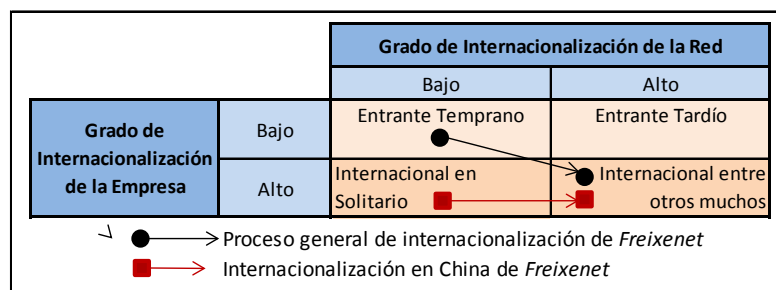 Grado de Internacionalización de la Red
Bajo Alto
Grado de
Internacionalización
de la Empresa
Bajo
Entrante Temprano
Entrante Tardío
Alto
Internacional en
Solitario
Internacional entre
otros muchos
Proceso general de internacionalización de Freixenet
Internacionalización en China de Freixenet